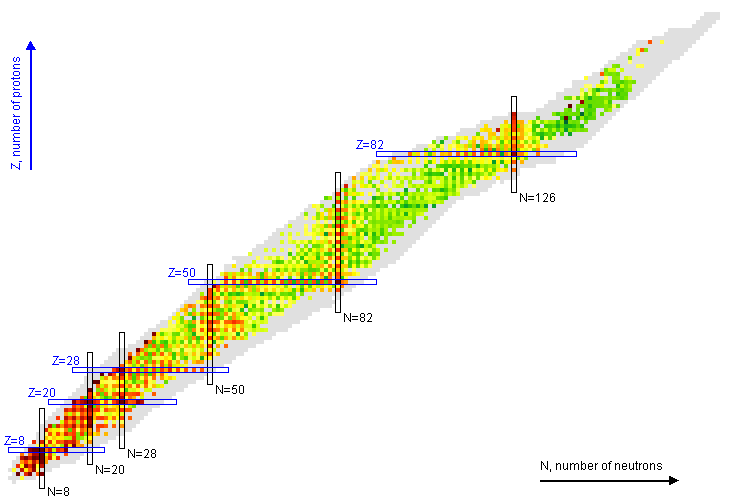 Z, number of protons
Z=82
N=126
Z=50
N=82
Z=28
N=50
Z=20
N=28
Z=8
N=20
N=8
N, number of neutrons